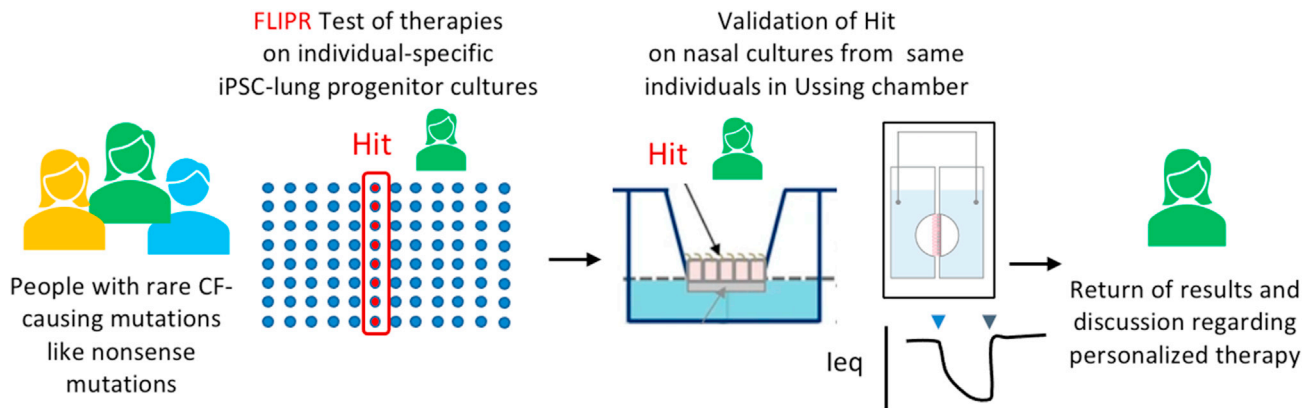 FLIPR Test of therapies
on individual-specific
iPSC-lung progenitor cultures
Hit
Validation of Hit
on nasal cultures from same
individuals in Ussing chamber
Hit
People with rare CF-
causing mutations
like nonsense
mutations
Ieq
Return of results and
discussion regarding
personalized therapy